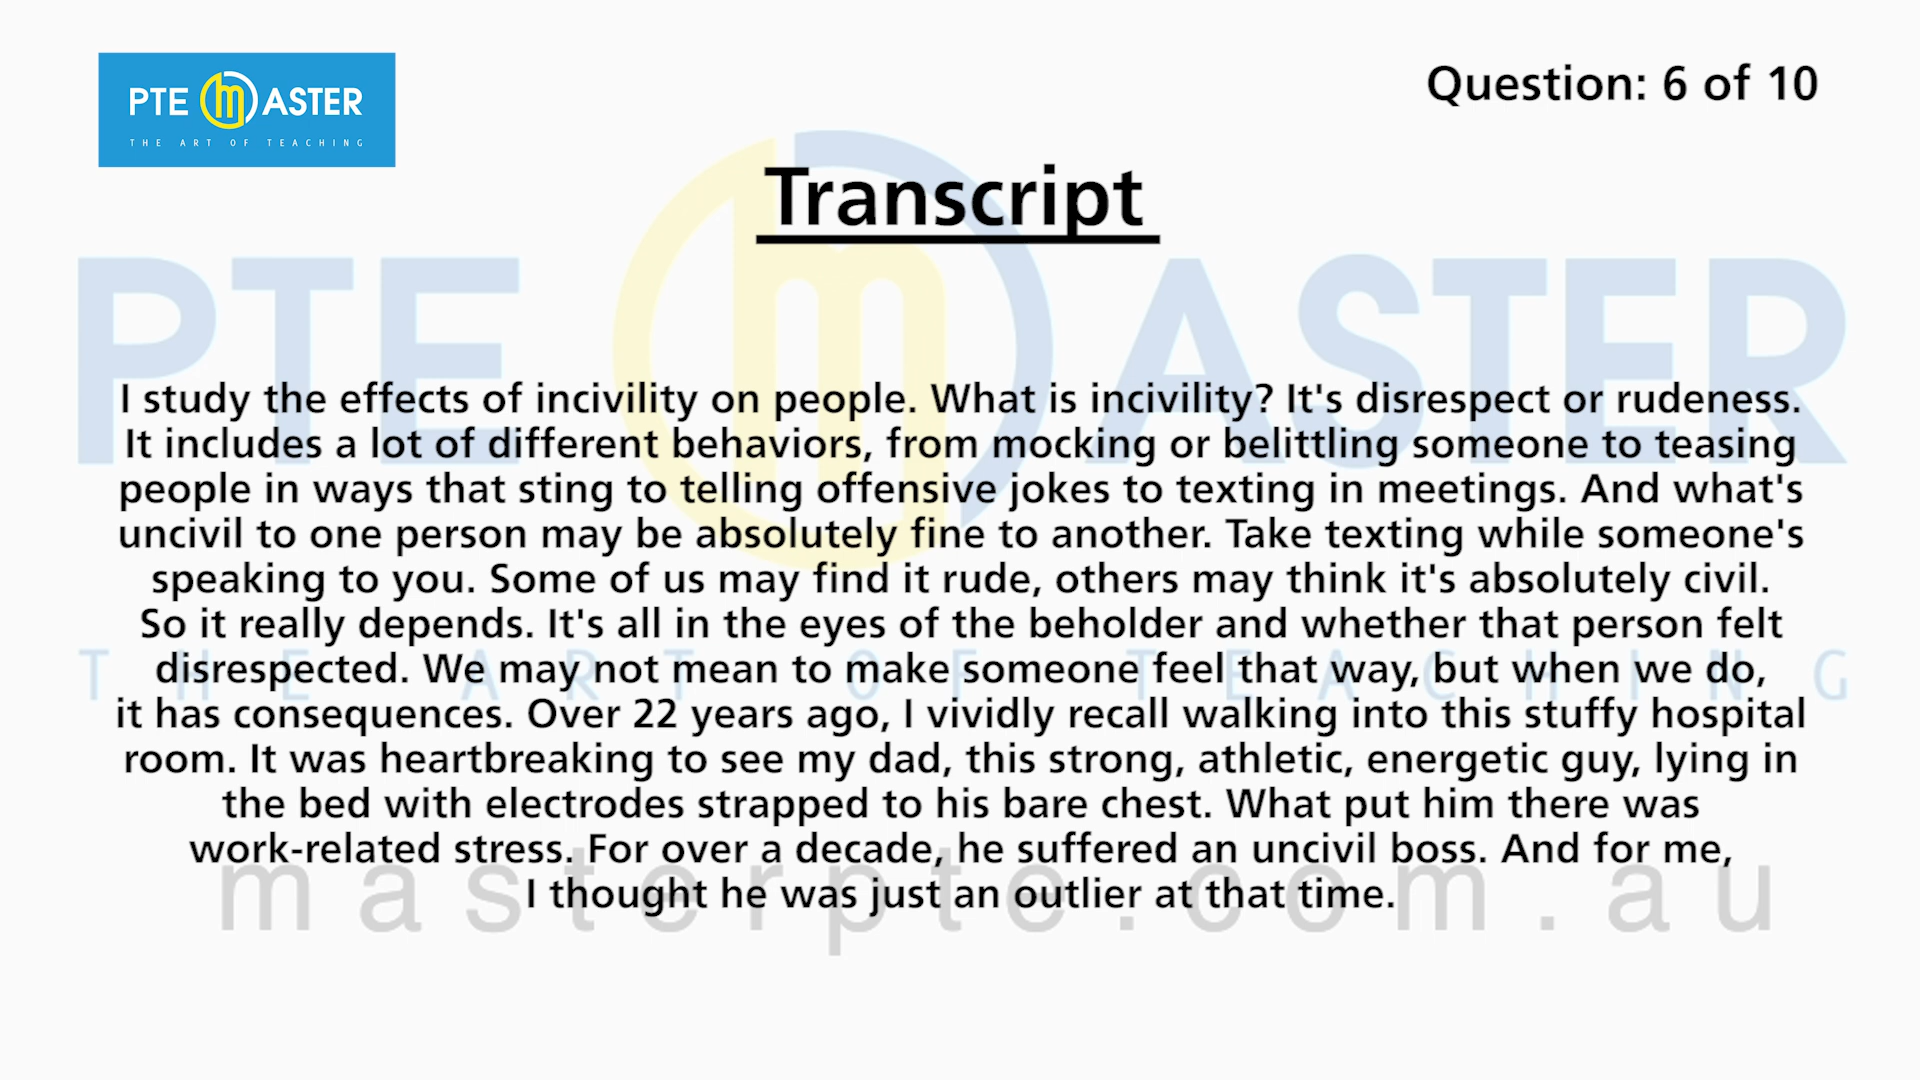 PTE MASTER
THE ART OF TEACHING
Question: 6 of 10
Transcript
I study the effects of incivility on people. What is incivility? It's disrespect or rudeness.
It includes a lot of different behaviors, from mocking or belittling someone to teasing
people in ways that sting to telling offensive jokes to texting in meetings. And what's
uncivil to one person may be absolutely fine to another. Take texting while someone's
speaking to you. Some of us may find it rude, others may think it's absolutely civil.
So it really depends. It's all in the eyes of the beholder and whether that person felt
disrespected. We may not mean to make someone feel that way, but when we do,
it has consequences. Over 22 years ago, I vividly recall walking into this stuffy hospital
room. It was heartbreaking to see my dad, this strong, athletic, energetic guy, lying in
the bed with electrodes strapped to his bare chest. What put him there was
work-related stress. For over a decade, he suffered an uncivil boss. And for me,
I thought he was just an outlier at that time.
PTE MASTER
THE ART OF TEACHING
masterpte.com.au